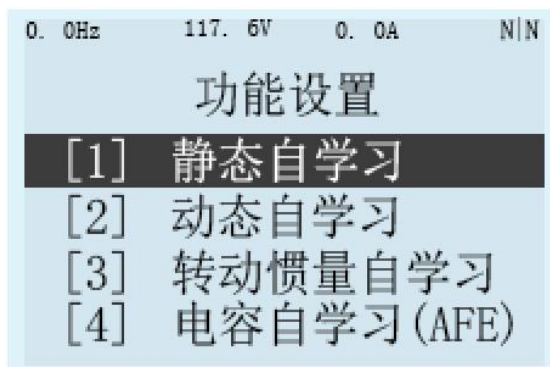 0. 0Hz 117. 6V 0. 0A N|N
功能设置
[1] 静态自学习
[2] 动态自学习
[3] 转动惯量自学习
[4] 电容自学习(AFE)